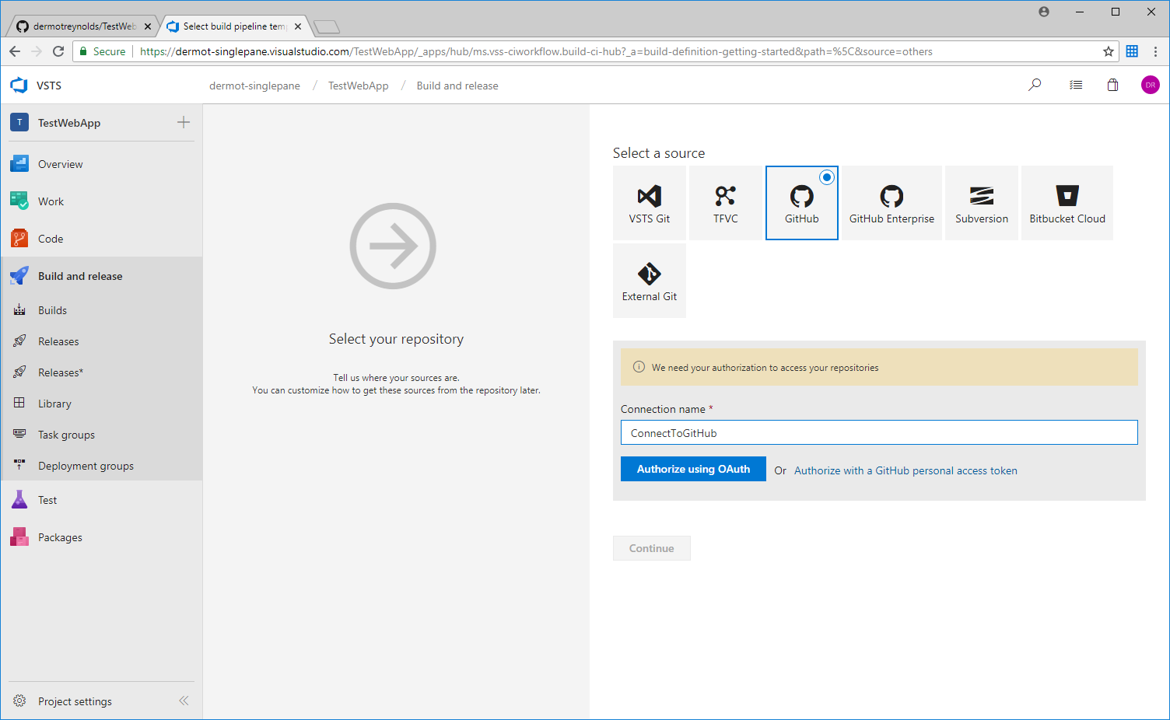 dermotreynolds/TestWeb
Select build pipeline tem
Secure
https://dermot-singlepane.visualstudio.com/TestWebApp/_apps/hub/ms.vss-ciworkflow.build-ci-hub?_a=build-definition-getting-started&path=%5C&source=others
VSTS
dermot-singlepane / TestWebApp / Build and release
DR
T TestWebApp
Overview
Work
Code
Build and release
Builds
Releases
Releases*
Library
Task groups
Deployment groups
Test
Packages
Project settings
Select your repository
Tell us where your sources are.
You can customize how to get these sources from the repository later.
Select a source
VSTS Git
TFVC
GitHub
GitHub Enterprise
Subversion
Bitbucket Cloud
External Git
We need your authorization to access your repositories
Connection name *
ConnectToGitHub
Authorize using OAuth Or Authorize with a GitHub personal access token
Continue